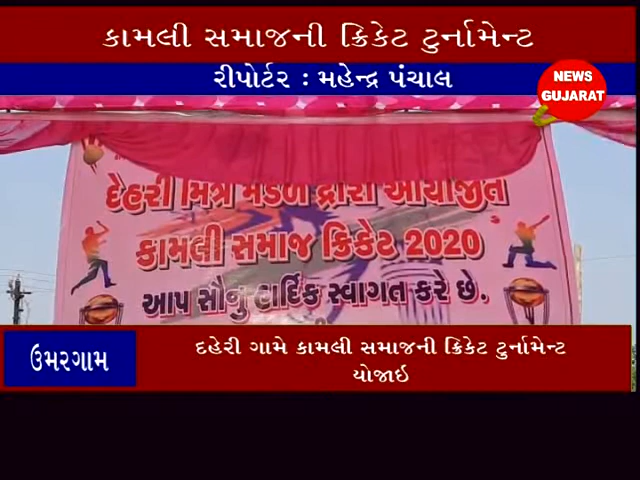 કામલી સમાજની ક્રિકેટ ટુર્નામેન્ટ
રીપોર્ટર : મહેન્દ્ર પંચાલ
NEWS
GUJARAT
દેહરી મિત્ર મંડળ દ્વારા આયોજીત
કામલી સમાજ ક્રિકેટ 2020
આપ સૌનુ હાર્દિક સ્વાગત કરે છે.
ઉમરગામ
દહેરી ગામે કામલી સમાજની ક્રિકેટ ટુર્નામેન્ટ
યોજાઇ